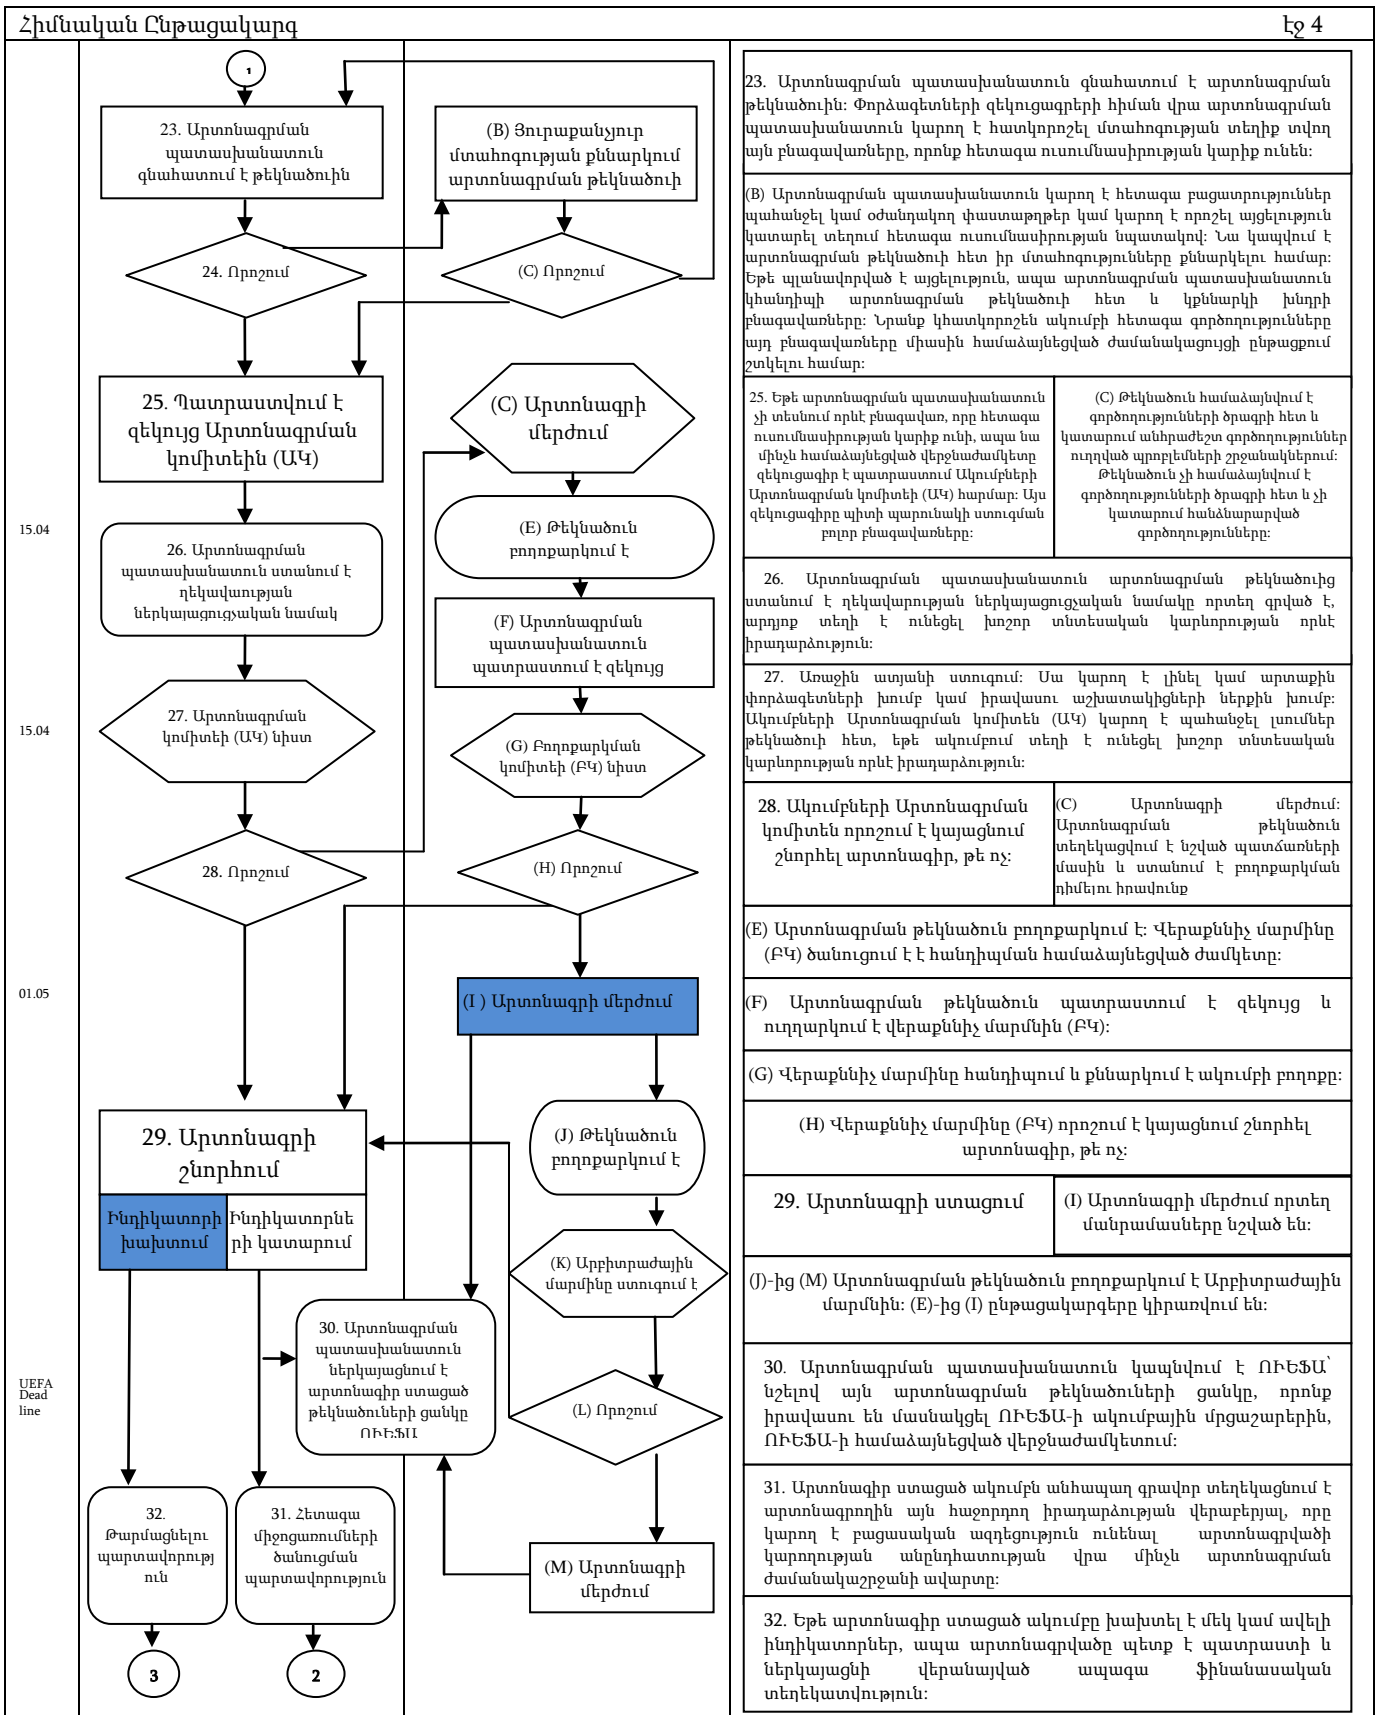 Հիմնական Ընթացակարգ
Էջ 4
1
23. Արտոնագրման
պատասխանատուն
գնահատում է թեկնածուին
(B) Յուրաքանչյուր
մտահոգության քննարկում
արտոնագրման թեկնածուի
24. Որոշում
(C) Որոշում
25. Պատրաստվում է
զեկույց Արտոնագրման
կոմիտեին (ԱԿ)
(C) Արտոնագրի
մերժում
15.04
26. Արտոնագրման
պատասխանատուն ստանում է
ղեկավաության
ներկայացուցչական նամակ
(E) Թեկնածուն
բողոքարկում է
(F) Արտոնագրման
պատասխանատուն
պատրաստում է զեկույց
15.04
27. Արտոնագրման
կոմիտեի (ԱԿ) նիստ
(G) Բողոքարկման
կոմիտեի (ԲԿ) նիստ
28. Որոշում
(H) Որոշում
01.05
(I ) Արտոնագրի մերժում
29. Արտոնագրի
շնորհում
Ինդիկատորի
խախտում
Ինդիկատորնե
րի կատարում
(J) Թեկնածուն
բողոքարկում է
(K) Արբիտրաժային
մարմինը ստուգում է
30. Արտոնագրման
պատասխանատուն
ներկայացնում է
արտոնագիր ստացած
թեկնածուների ցանկը
ՈՒԵՖԱ
UEFA
Dead
line
(L) Որոշում
32.
Թարմացնելու
պարտավորությ
ուն
31. Հետագա
միջոցառումների
ծանուցման
պարտավորություն
(M) Արտոնագրի
մերժում
3
2
23. Արտոնագրման պատասխանատուն գնահատում է արտոնագրման
թեկնածուին: Փորձագետների զեկուցագրերի հիման վրա արտոնագրման
պատասխանատուն կարող է հատկորոշել մտահոգության տեղիք տվող
այն բնագավառները, որոնք հետագա ուսումնասիրության կարիք ունեն:
(B) Արտոնագրման պատասխանատուն կարող է հետագա բացատրություններ
պահանջել կամ օժանդակող փաստաթղթեր կամ կարող է որոշել այցելություն
կատարել տեղում հետագա ուսումնասիրության նպատակով: Նա կապվում է
արտոնագրման թեկնածուի հետ իր մտահոգությունները քննարկելու համար:
Եթե պլանավորված է այցելություն, ապա արտոնագրման պատասխանատուն
կհանդիպի արտոնագրման թեկնածուի հետ և կքննարկի խնդրի
բնագավառները: Նրանք կհատկորոշեն ակումբի հետագա գործողությունները
այդ բնագավառները միասին համաձայնեցված ժամանակացույցի ընթացքում
շտկելու համար:
25. Եթե արտոնագրման պատասխանատուն
չի տեսնում որևէ բնագավառ, որը հետագա
ուսումնասիրության կարիք ունի, ապա նա
մինչև համաձայնեցված վերջնաժամկետը
զեկուցագիր է պատրաստում Ակումբների
Արտոնագրման կոմիտեի (ԱԿ) հարմար: Այս
զեկուցագիրը պիտի պարունակի ստուգման
բոլոր բնագավառները:
(C) Թեկնածուն համաձայնվում է
գործողությունների ծրագրի հետ և
կատարում անհրաժեշտ գործողություններ
ուղղված պրոբլեմների շրջանակներում:
Թեկնածուն չի համաձայնվում է
գործողությունների ծրագրի հետ և չի
կատարում հանձնարարված
գործողությունները:
26. Արտոնագրման պատասխանատուն արտոնագրման թեկնածուից
ստանում է ղեկավարության ներկայացուցչական նամակը որտեղ գրված է,
արդյոք տեղի է ունեցել խոշոր տնտեսական կարևորության որևէ
իրադարձություն:
27. Առաջին ատյանի ստուգում: Սա կարող է լինել կամ արտաքին
փորձագետների խումբ կամ իրավասու աշխատակիցների ներքին խումբ:
Ակումբների Արտոնագրման կոմիտեն (ԱԿ) կարող է պահանջել լսումներ
թեկնածուի հետ, եթե ակումբում տեղի է ունեցել խոշոր տնտեսական
կարևորության որևէ իրադարձություն:
28. Ակումբների Արտոնագրման
կոմիտեն որոշում է կայացնում
շնորհել արտոնագիր, թե ոչ:
(C) Արտոնագրի մերժում:
Արտոնագրման թեկնածուն
տեղեկացվում է նշված պատճառների
մասին և ստանում է բողոքարկման
դիմելու իրավունք
(E) Արտոնագրման թեկնածուն բողոքարկում է: Վերաքննիչ մարմինը
(ԲԿ) ծանուցում է է հանդիպման համաձայնեցված ժամկետը:
(F) Արտոնագրման թեկնածուն պատրաստում է զեկույց և
ուղղարկում է վերաքննիչ մարմնին (ԲԿ):
(G) Վերաքննիչ մարմինը հանդիպում և քննարկում է ակումբի բողոքը:
(H) Վերաքննիչ մարմինը (ԲԿ) որոշում է կայացնում շնորհել
արտոնագիր, թե ոչ:
29. Արտոնագրի ստացում
(I) Արտոնագրի մերժում որտեղ
մանրամասները նշված են:
(J)-ից (M) Արտոնագրման թեկնածուն բողոքարկում է Արբիտրաժային
մարմնին: (E)-ից (I) ընթացակարգերը կիրառվում են:
30. Արտոնագրման պատասխանատուն կապնվում է ՈՒԵՖԱ՝
նշելով այն արտոնագրման թեկնածուների ցանկը, որոնք
իրավասու են մասնակցել ՈՒԵՖԱ-ի ակումբային մրցաշարերին,
ՈՒԵՖԱ-ի համաձայնեցված վերջնաժամկետում:
31. Արտոնագիր ստացած ակումբն անհապաղ գրավոր տեղեկացնում է
արտոնագրողին այն հաջորդող իրադարձության վերաբերյալ, որը
կարող է բացասական ազդեցություն ունենալ արտոնագրվածի
կարողության անընդհատության վրա մինչև արտոնագրման
ժամանակաշրջանի ավարտը:
32. Եթե արտոնագիր ստացած ակումբը խախտել է մեկ կամ ավելի
ինդիկատորներ, ապա արտոնագրվածը պետք է պատրաստի և
ներկայացնի վերանայված ապագա ֆինանասական
տեղեկատվություն: